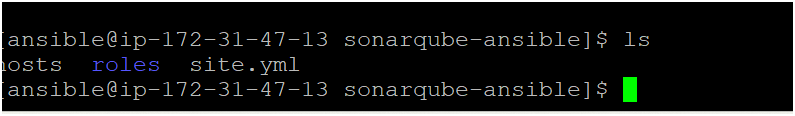 [ansible@ip-172-31-47-13 sonarqube-ansible]$ ls
hosts roles site.yml
[ansible@ip-172-31-47-13 sonarqube-ansible]$